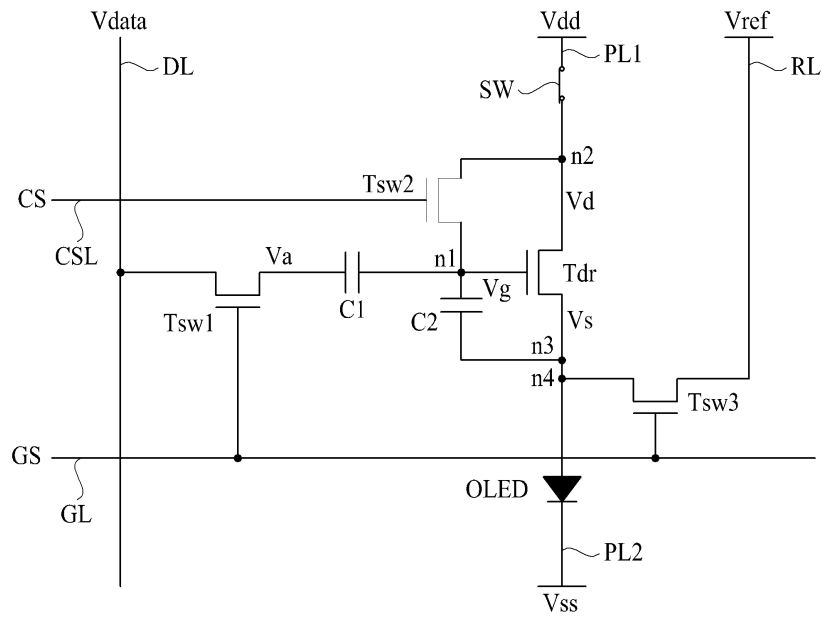 Vdata
Vdd
Vref
DL
PL1
RL
SW
n2
Tsw2
CS
Vd
CSL
Va
n1
Tdr
Vg
C1
C2
Tsw1
Vs
n3
n4
Tsw3
GS
OLED
GL
PL2
Vss